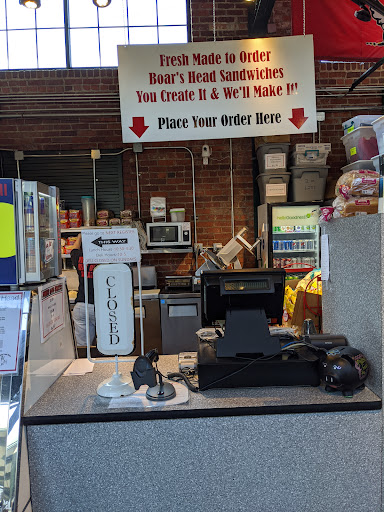 Fresh Made to Order
Boar's Head Sandwiches
You Create It & We'll Make It!
Place Your Order Here
THIS WAY
CLOSED